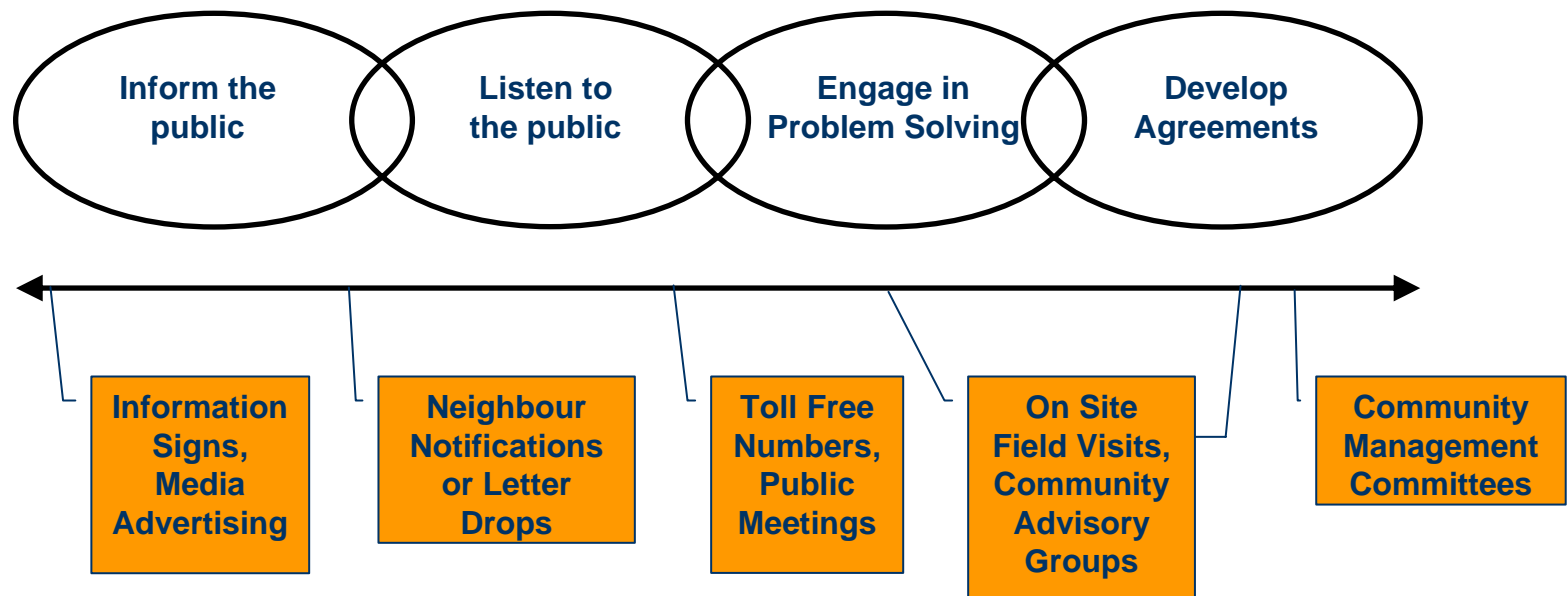 Inform the
public
Listen to
the public
Engage in
Problem Solving
Develop
Agreements
Information
Signs,
Media
Advertising
Neighbour
Notifications
or Letter
Drops
Toll Free
Numbers,
Public
Meetings
On Site
Field Visits,
Community
Advisory
Groups
Community
Management
Committees